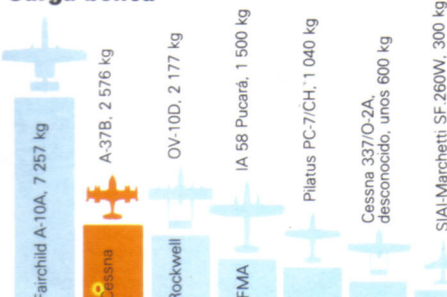 Fairchild A-10A, 7 257 kg
Cessna
A-37B, 2 576 kg
Rockwell
OV-10D, 2 177 kg
FMA
IA 58 Pucará, 1 500 kg
Pilatus PC-7/CH, 1 040 kg
Cessna 337/O-2A,
desconocido, unos 600 kg
SIAI-Marchetti SF.260W, 300 kg